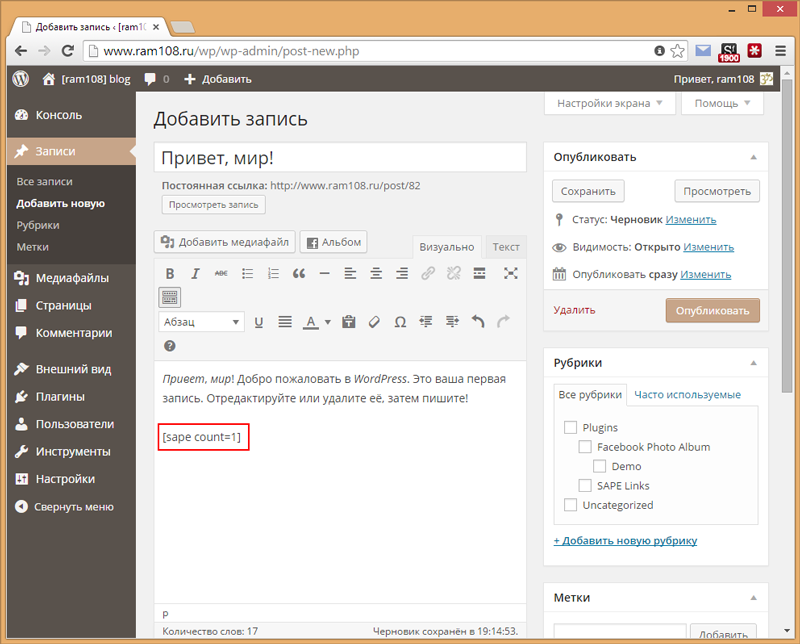 Добавить запись ‹ [ram10
www.ram108.ru/wp/wp-admin/post-new.php
S!
1900
[ram108] blog 0 + Добавить Привет, ram108
Настройки экрана Помощь
Консоль
Записи
Все записи
Добавить новую
Рубрики
Метки
Медиафайлы
Страницы
Комментарии
Внешний вид
Плагины
Пользователи
Инструменты
Настройки
Свернуть меню
Добавить запись
Привет, мир!
Постоянная ссылка: http://www.ram108.ru/post/82
Просмотреть запись
Добавить медиафайл Альбом
Визуально Текст
B I ABC
Абзац U A Ω
Привет, мир! Добро пожаловать в WordPress. Это ваша первая
запись. Отредактируйте или удалите её, затем пишите!
[sape count=1]
P
Количество слов: 17 Черновик сохранён в 19:14:53.
Опубликовать
Сохранить Просмотреть
Статус: Черновик Изменить
Видимость: Открыто Изменить
Опубликовать сразу Изменить
Удалить Опубликовать
Рубрики
Все рубрики Часто используемые
Plugins
Facebook Photo Album
Demo
SAPE Links
Uncategorized
+ Добавить новую рубрику
Метки
Добавить